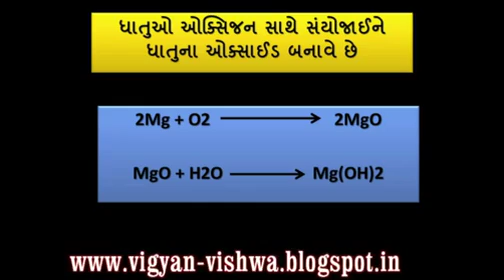 ધાતુઓ ઓક્સિજન સાથે સંયોજાઈને
ધાતુના ઓક્સાઈડ બનાવે છે
2Mg + O2 ⟶ 2MgO
MgO + H2O ⟶ Mg(OH)2
www.vigyan-vishwa.blogspot.in